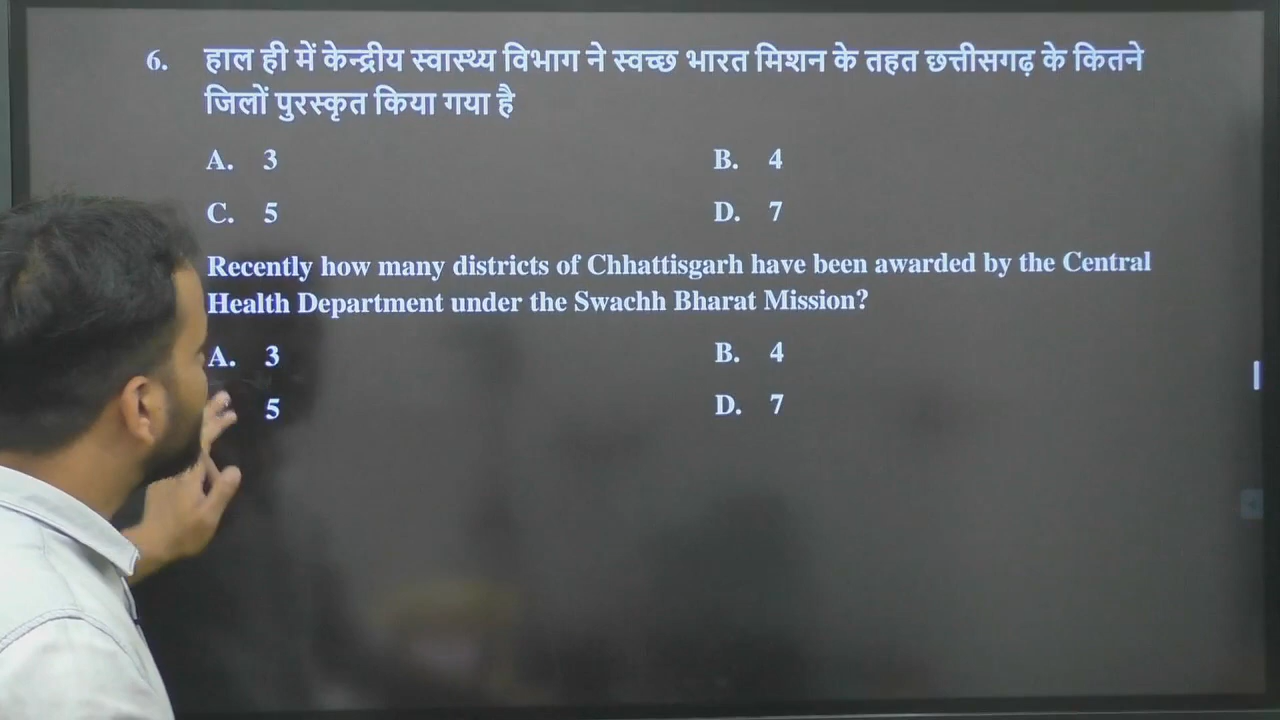 6. हाल ही में केन्द्रीय स्वास्थ्य विभाग ने स्वच्छ भारत मिशन के तहत छत्तीसगढ़ के कितने
जिलों पुरस्कृत किया गया है
A. 3 B. 4
C. 5 D. 7
Recently how many districts of Chhattisgarh have been awarded by the Central
Health Department under the Swachh Bharat Mission?
A. 3 B. 4
5 D. 7